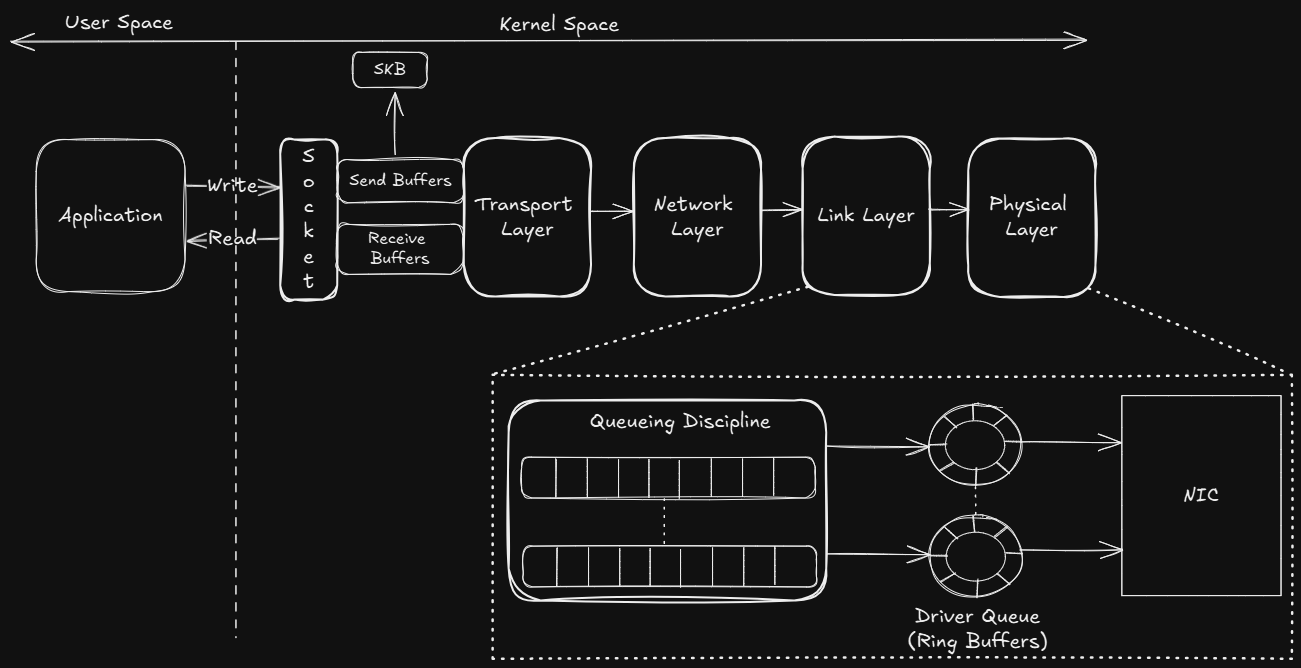 User Space
Kernel Space
SKB
Application
Write
Read
Socket
Send Buffers
Receive
Buffers
Transport
Layer
Network
Layer
Link Layer
Physical
Layer
Queueing Discipline
NIC
Driver Queue
(Ring Buffers)